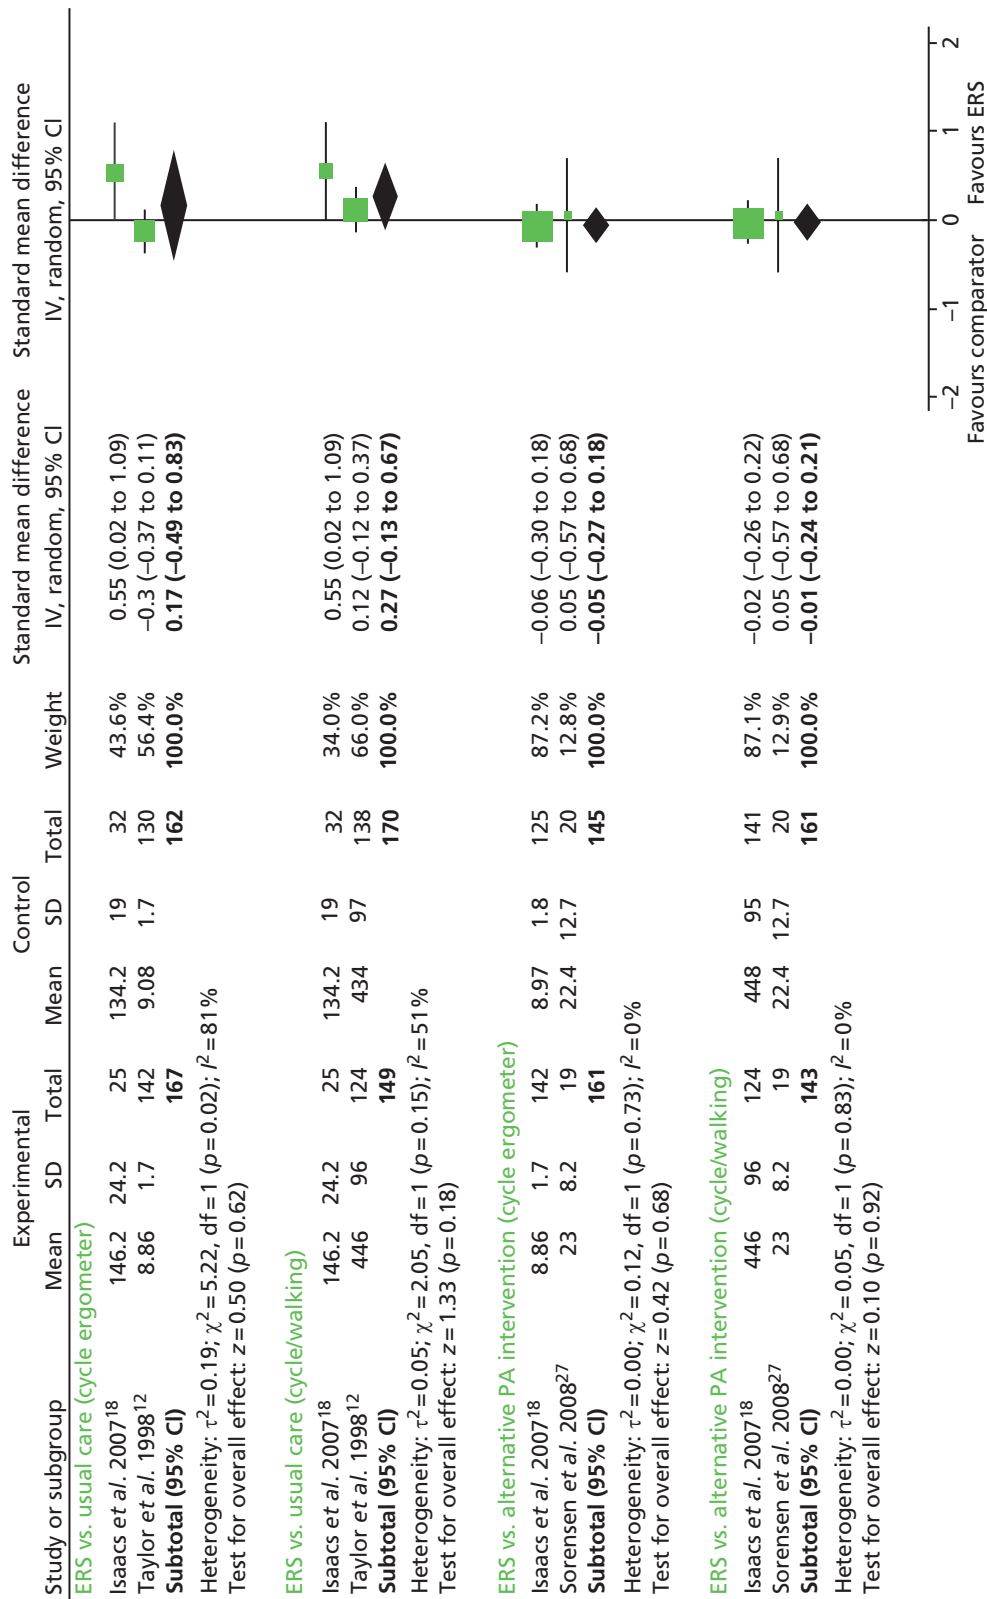 Experimental Control Standard mean difference Standard mean difference
Study or subgroup Mean SD Total Mean SD Total Weight IV, random, 95% CI IV, random, 95% CI
ERS vs. usual care (cycle ergometer)
Isaacs et al. 2007¹⁸ 146.2 24.2 25 134.2 19 32 43.6% 0.55 (0.02 to 1.09)
Taylor et al. 1998¹² 8.86 1.7 142 9.08 1.7 130 56.4% −0.3 (−0.37 to 0.11)
Subtotal (95% CI) 167 162 100.0% 0.17 (−0.49 to 0.83)
Heterogeneity: τ²=0.19; χ²=5.22, df=1 (p=0.02); I²=81%
Test for overall effect: z=0.50 (p=0.62)
ERS vs. usual care (cycle/walking)
Isaacs et al. 2007¹⁸ 146.2 24.2 25 134.2 19 32 34.0% 0.55 (0.02 to 1.09)
Taylor et al. 1998¹² 446 96 124 434 97 138 66.0% 0.12 (−0.12 to 0.37)
Subtotal (95% CI) 149 170 100.0% 0.27 (−0.13 to 0.67)
Heterogeneity: τ²=0.05; χ²=2.05, df=1 (p=0.15); I²=51%
Test for overall effect: z=1.33 (p=0.18)
ERS vs. alternative PA intervention (cycle ergometer)
Isaacs et al. 2007¹⁸ 8.86 1.7 142 8.97 1.8 125 87.2% −0.06 (−0.30 to 0.18)
Sorensen et al. 2008²⁷ 23 8.2 19 22.4 12.7 20 12.8% 0.05 (−0.57 to 0.68)
Subtotal (95% CI) 161 145 100.0% −0.05 (−0.27 to 0.18)
Heterogeneity: τ²=0.00; χ²=0.12, df=1 (p=0.73); I²=0%
Test for overall effect: z=0.42 (p=0.68)
ERS vs. alternative PA intervention (cycle/walking)
Isaacs et al. 2007¹⁸ 446 96 124 448 95 141 87.1% −0.02 (−0.26 to 0.22)
Sorensen et al. 2008²⁷ 23 8.2 19 22.4 12.7 20 12.9% 0.05 (−0.57 to 0.68)
Subtotal (95% CI) 143 161 100.0% −0.01 (−0.24 to 0.21)
Heterogeneity: τ²=0.00; χ²=0.05, df=1 (p=0.83); I²=0%
Test for overall effect: z=0.10 (p=0.92)
−2 −1 0 1 2
Favours comparator Favours ERS